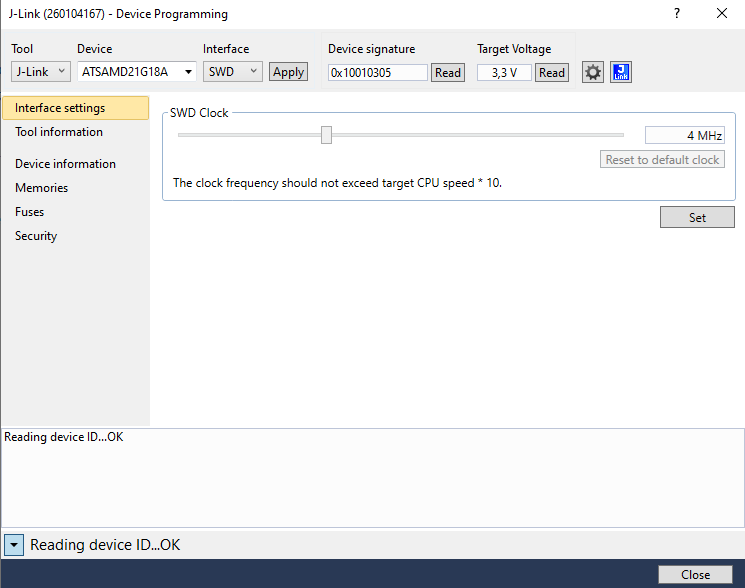 J-Link (260104167) - Device Programming
?
Tool Device Interface Device signature Target Voltage
J-Link ATSAMD21G18A SWD Apply 0x10010305 Read 3,3 V Read J Link
Interface settings
Tool information
Device information
Memories
Fuses
Security
SWD Clock
4 MHz
Reset to default clock
The clock frequency should not exceed target CPU speed * 10.
Set
Reading device ID...OK
Reading device ID...OK
Close